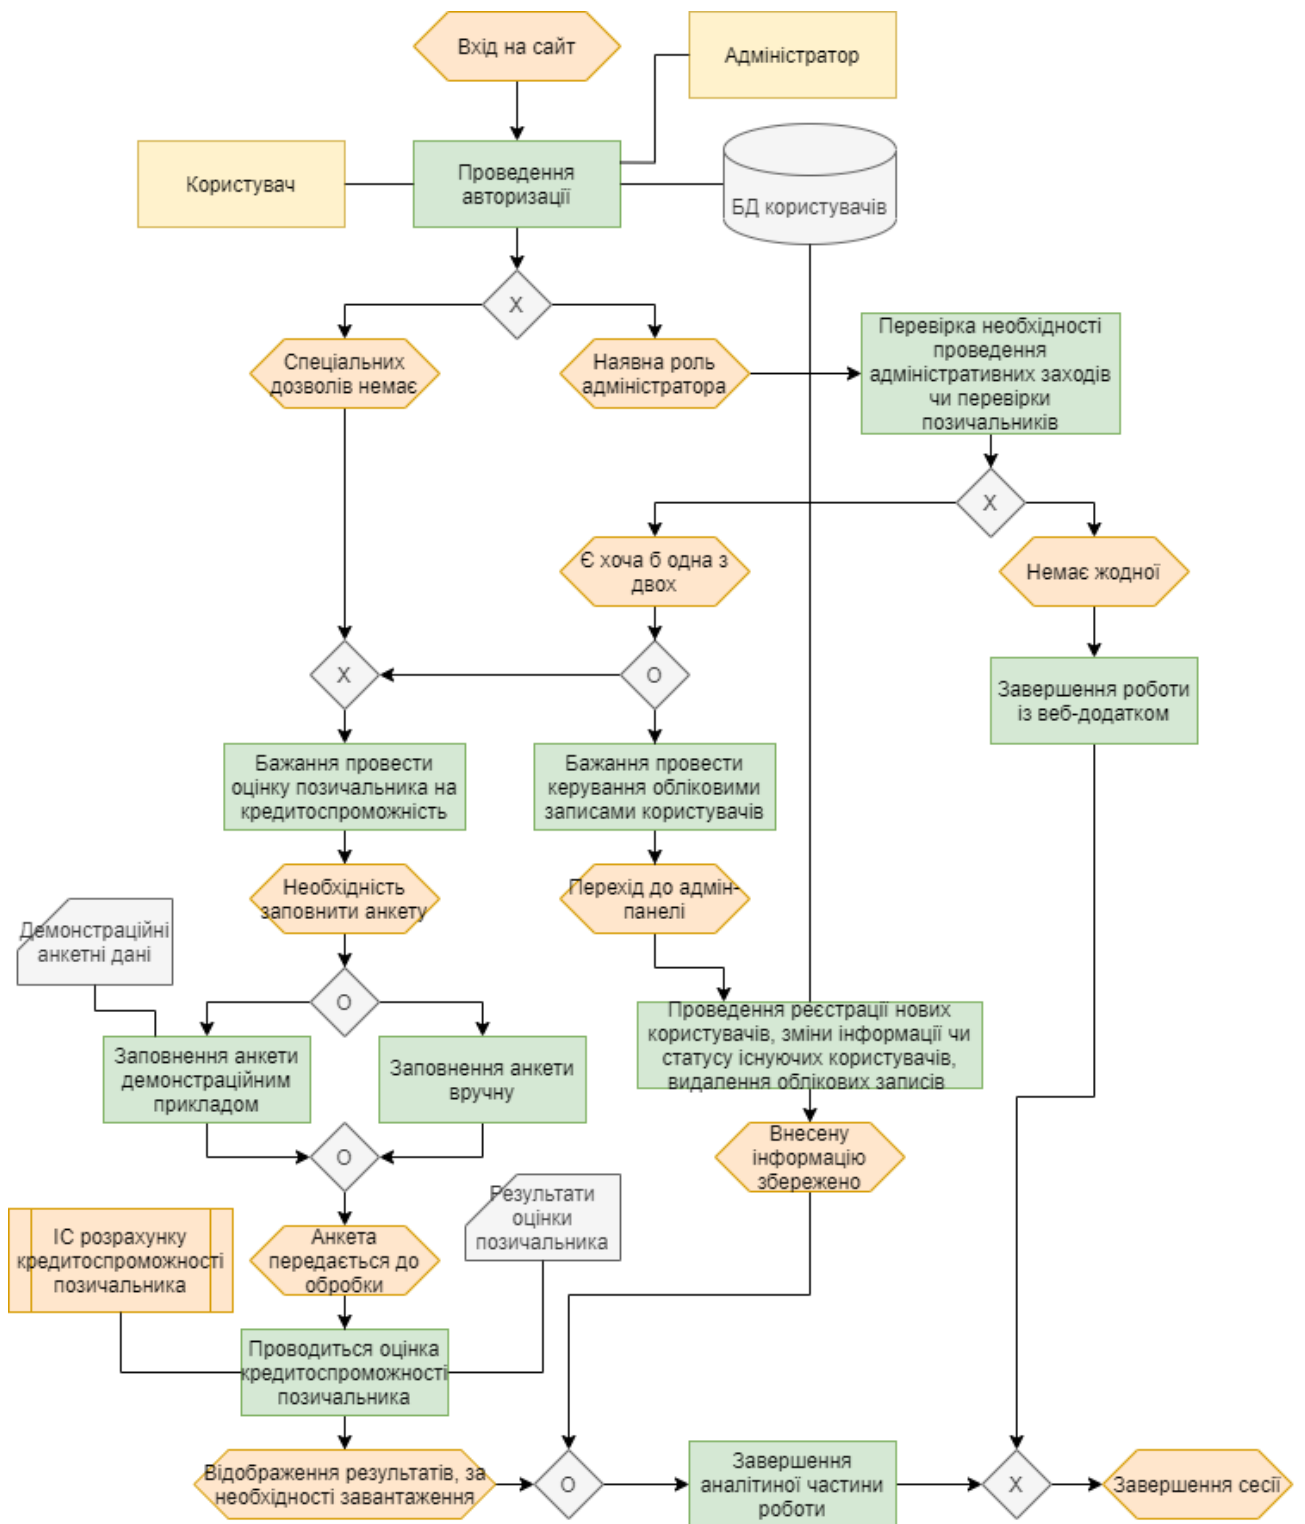 Вхід на сайт
Адміністратор
Користувач
Проведення
авторизації
БД користувачів
X
Спеціальних
дозволів немає
Наявна роль
адміністратора
Перевірка необхідності
проведення
адміністративних заходів
чи перевірки
позичальників
X
Є хоча б одна з
двох
Немає жодної
X
O
Завершення роботи
із веб-додатком
Бажання провести
оцінку позичальника на
кредитоспроможність
Бажання провести
керування обліковими
записами користувачів
Необхідність
заповнити анкету
Перехід до адмін-
панелі
Демонстраційні
анкетні дані
O
Проведення реєстрації нових
користувачів, зміни інформації чи
статусу існуючих користувачів,
видалення облікових записів
Заповнення анкети
демонстраційним
прикладом
Заповнення анкети
вручну
O
Внесену
інформацію
збережено
Результати
оцінки
позичальника
ІС розрахунку
кредитоспроможності
позичальника
Анкета
передається до
обробки
Проводиться оцінка
кредитоспроможності
позичальника
Відображення результатів, за
необхідності завантаження
O
Завершення
аналітиної частини
роботи
X
Завершення сесії